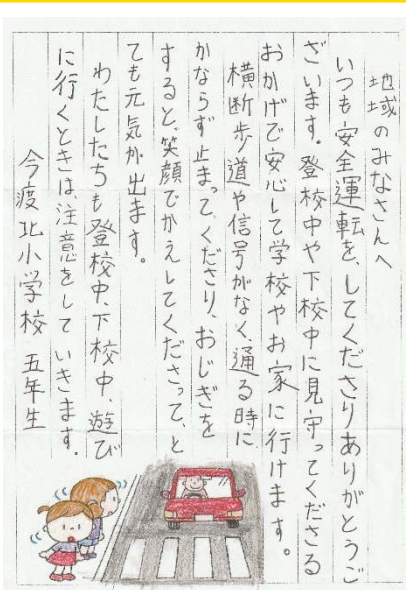 地域のみなさんへ
いつも安全運転を、してくださりありがとうご
ざいます。登校中や下校中に見守ってくださる
おかげで安心して学校やお家に行けます。
横断歩道や信号がなく、通る時に
かならず止まって、くださり、おじぎを
すると、笑顔でかえしてくださって、と
ても元気が出ます。
わたしたちも登校中、下校中、遊び
に行くときは、注意をしていきます。
今渡北小学校 五年生